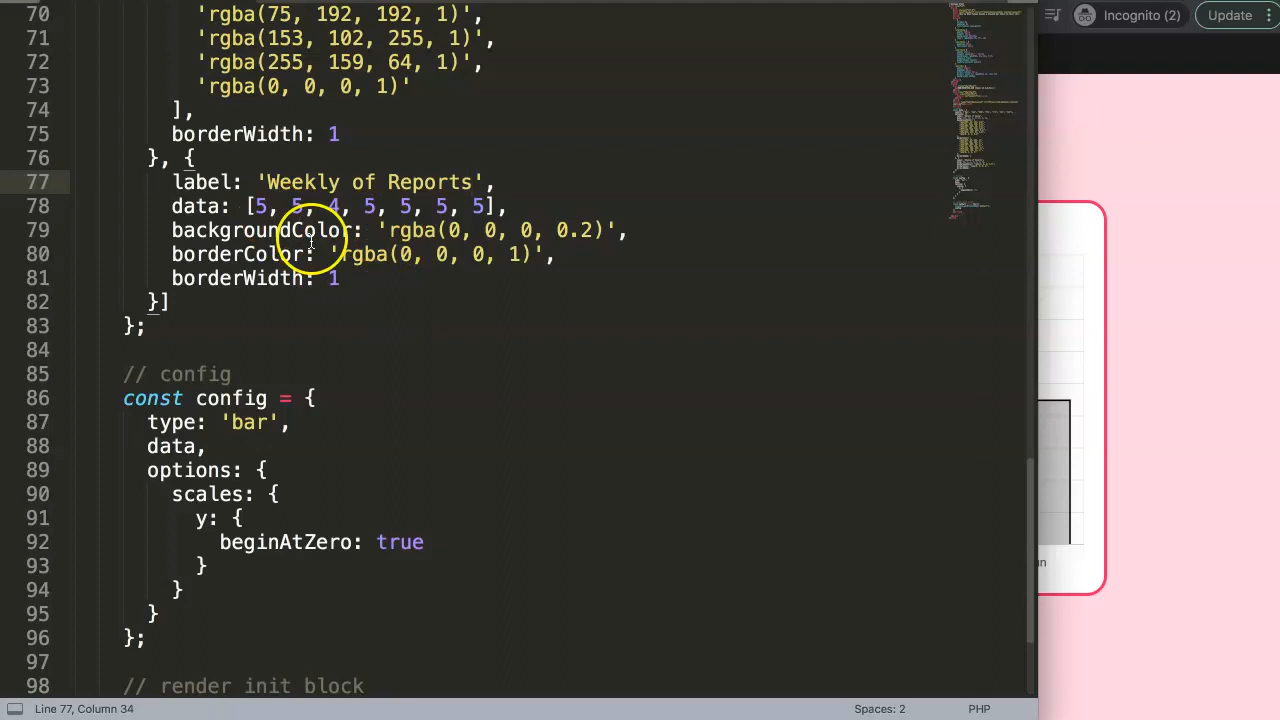 Incognito (2)
Update
70 'rgba(75, 192, 192, 1)',
71 'rgba(153, 102, 255, 1)',
72 'rgba(255, 159, 64, 1)',
73 'rgba(0, 0, 0, 1)'
74 ],
75 borderWidth: 1
76 }, {
77 label: 'Weekly of Reports',
78 data: [5, 5, 4, 5, 5, 5, 5],
79 backgroundColor: 'rgba(0, 0, 0, 0.2)',
80 borderColor: 'rgba(0, 0, 0, 1)',
81 borderWidth: 1
82 }]
83 };
84
85 // config
86 const config = {
87 type: 'bar',
88 data,
89 options: {
90 scales: {
91 y: {
92 beginAtZero: true
93 }
94 }
95 }
96 };
97
98 // render init block
Line 77, Column 34
Spaces: 2
PHP